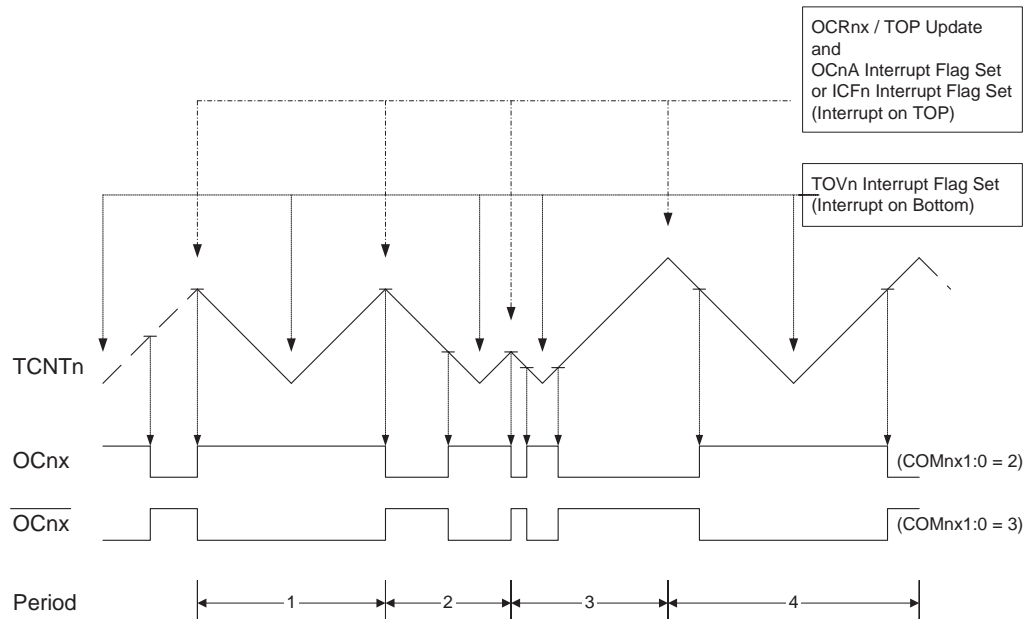 OCRnx / TOP Update
and
OCnA Interrupt Flag Set
or ICFn Interrupt Flag Set
(Interrupt on TOP)
TOVn Interrupt Flag Set
(Interrupt on Bottom)
TCNTn
OCnx
(COMnx1:0 = 2)
OCnx
(COMnx1:0 = 3)
Period
1
2
3
4